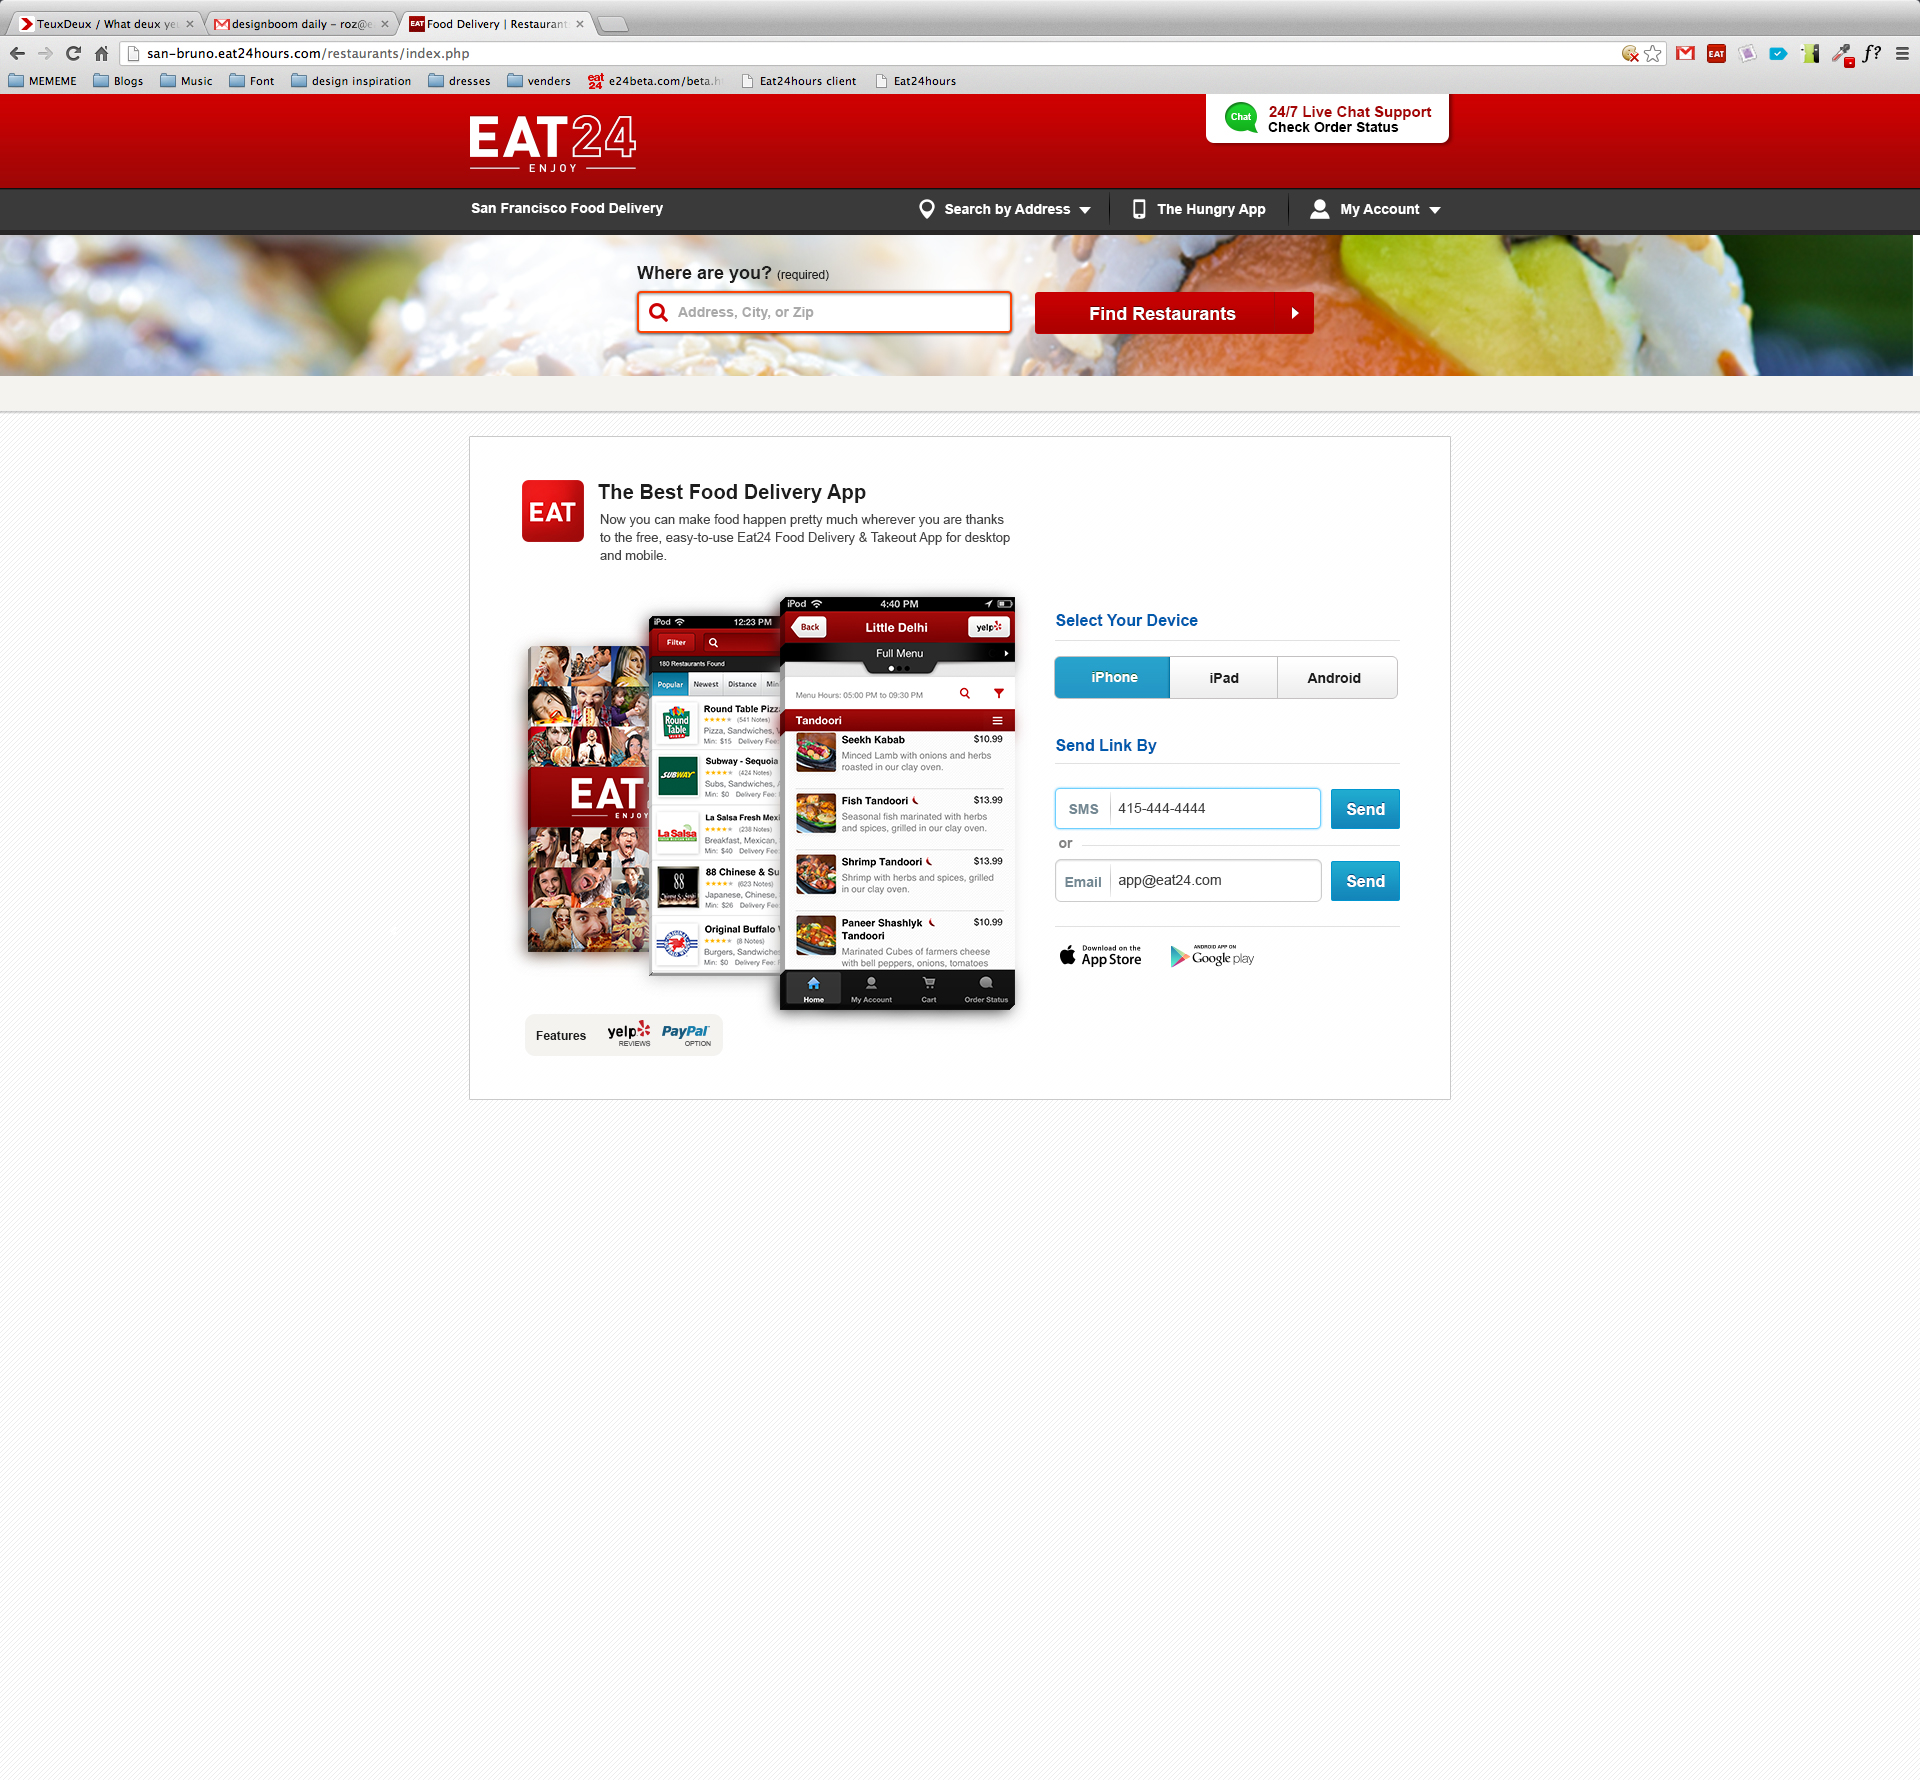 TeuxDeux / What deux
designboom daily – roz@
EAT Food Delivery | Restaurant
san-bruno.eat24hours.com/restaurants/index.php
EAT
f?
MEMEME
Blogs
Music
Font
design inspiration
dresses
venders
eat 24
e24beta.com/beta.
Eat24hours client
Eat24hours
EAT24
ENJOY
Chat
24/7 Live Chat Support
Check Order Status
San Francisco Food Delivery
Search by Address
The Hungry App
My Account
Where are you? (required)
Address, City, or Zip
Find Restaurants
EAT
The Best Food Delivery App
Now you can make food happen pretty much wherever you are thanks
to the free, easy-to-use Eat24 Food Delivery & Takeout App for desktop
and mobile.
EAT
ENJOY
iPod
12:23 PM
Filter
180 Restaurants Found
Popular
Newest
Distance
Min
Round Table
Round Table Pizza
(541 Notes)
Pizza, Sandwiches,
Min: $15 Delivery Fee:
SUBWAY
Subway - Sequoia
(424 Notes)
Subs, Sandwiches,
Min: $0 Delivery Fee:
La Salsa
La Salsa Fresh Mexi
(238 Notes)
Breakfast, Mexican,
Min: $40 Delivery Fee:
88
88 Chinese & Su
(623 Notes)
Japanese, Chinese,
Min: $26 Delivery Fee:
Original Buffalo
(8 Notes)
Burgers, Sandwiches
Min: $0 Delivery Fee:
iPod
4:40 PM
Back
Little Delhi
yelp
Full Menu
Menu Hours: 05:00 PM to 09:30 PM
Tandoori
Seekh Kabab
$10.99
Minced Lamb with onions and herbs
roasted in our clay oven.
Fish Tandoori
$13.99
Seasonal fish marinated with herbs
and spices, grilled in our clay oven.
Shrimp Tandoori
$13.99
Shrimp with herbs and spices, grilled
in our clay oven.
Paneer Shashlyk
Tandoori
$10.99
Marinated Cubes of farmers cheese
with bell peppers, onions, tomatoes
Home
My Account
Cart
Order Status
Select Your Device
iPhone
iPad
Android
Send Link By
SMS
415-444-4444
Send
or
Email
app@eat24.com
Send
Download on the
App Store
ANDROID APP ON
Google play
Features
yelp
REVIEWS
PayPal
OPTION